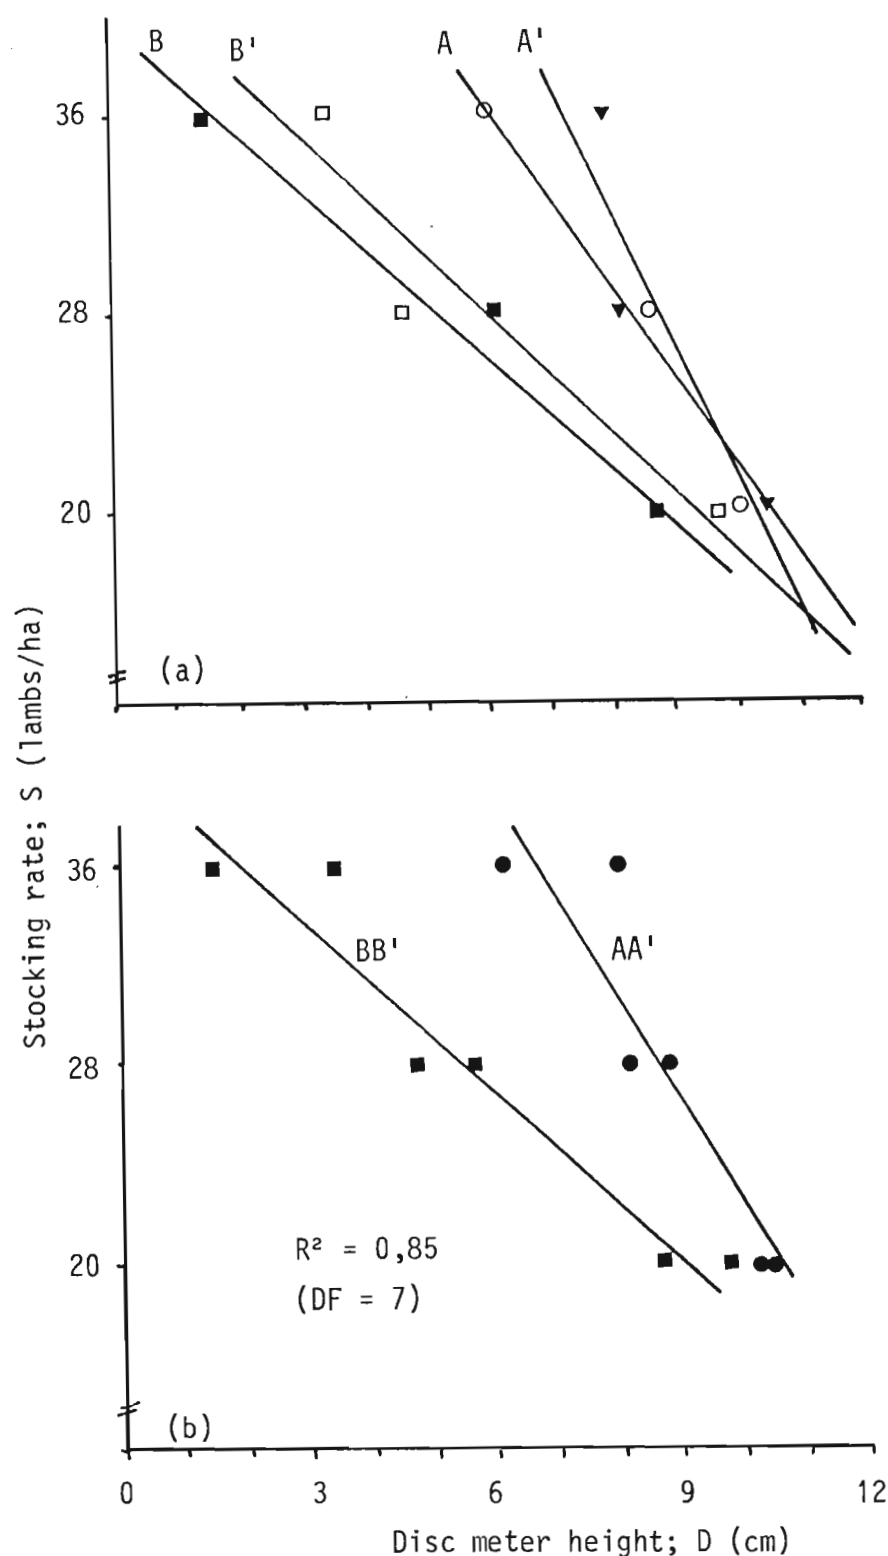 B B' A A'
36
28
20
(a)
Stocking rate; S (lambs/ha)
36
BB' AA'
28
20
R² = 0,85
(DF = 7)
(b)
0 3 6 9 12
Disc meter height; D (cm)